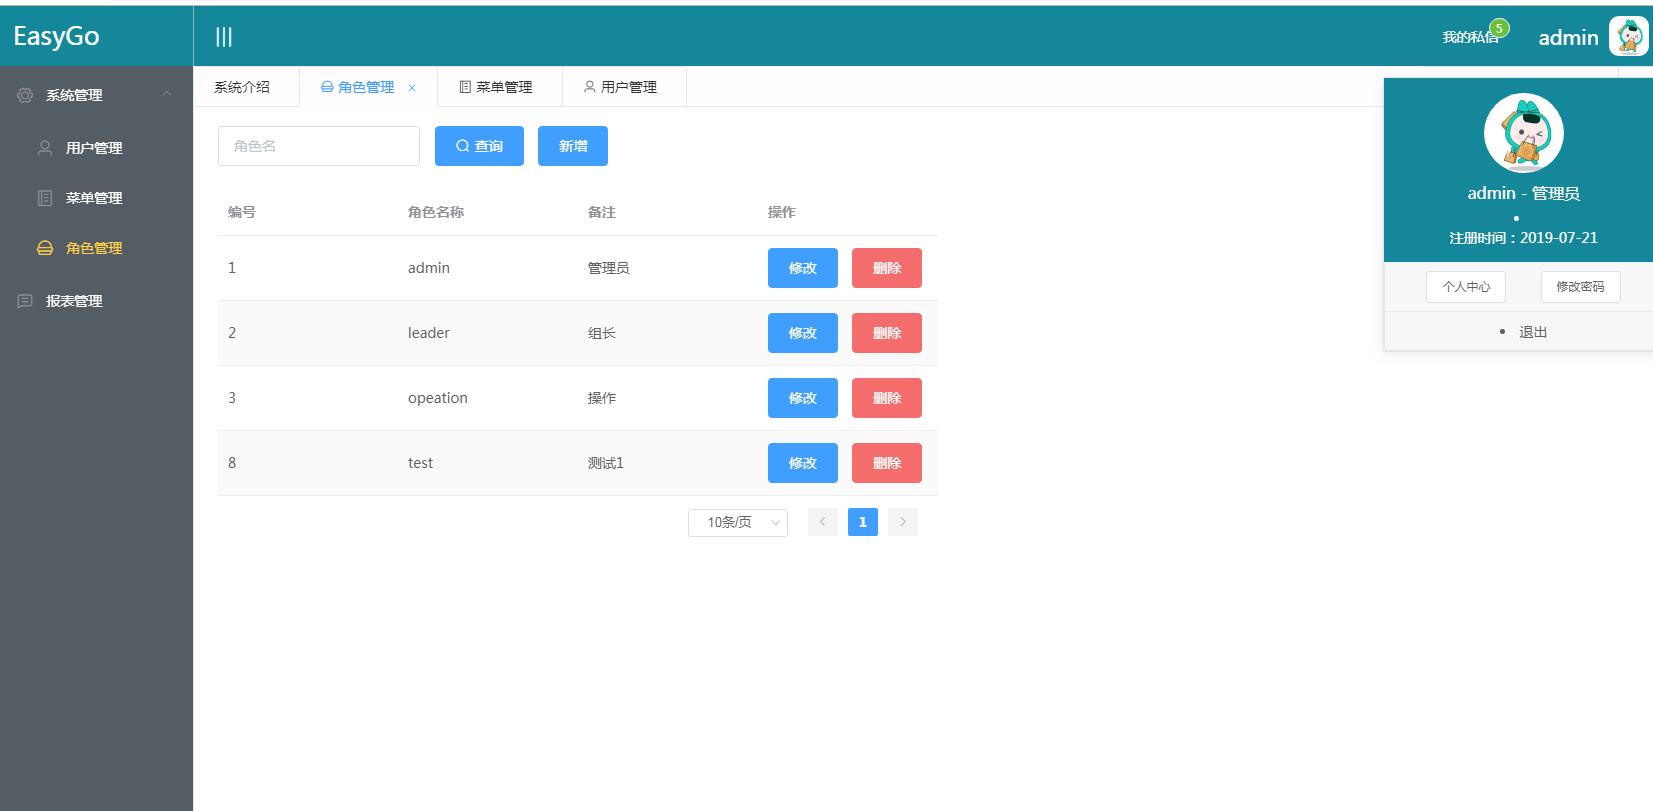 EasyGo
我的私信 5
admin
系统管理
用户管理
菜单管理
角色管理
报表管理
系统介绍 角色管理 × 菜单管理 用户管理
角色名 查询 新增
编号 角色名称 备注 操作
1 admin 管理员 修改 删除
2 leader 组长 修改 删除
3 opeation 操作 修改 删除
8 test 测试1 修改 删除
10条/页 < 1 >
admin - 管理员
注册时间：2019-07-21
个人中心 修改密码
• 退出